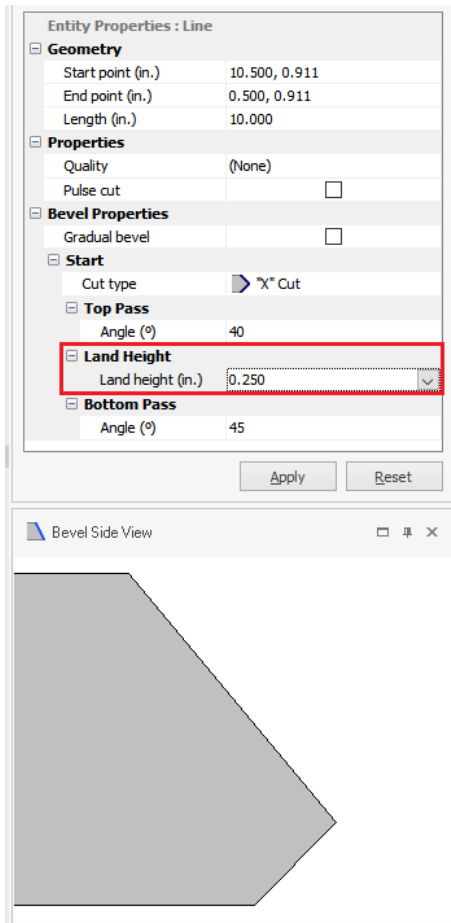 Entity Properties : Line
Geometry
Start point (in.) 10.500, 0.911
End point (in.) 0.500, 0.911
Length (in.) 10.000
Properties
Quality (None)
Pulse cut
Bevel Properties
Gradual bevel
Start
Cut type "X" Cut
Top Pass
Angle (º) 40
Land Height
Land height (in.) 0.250
Bottom Pass
Angle (º) 45
Apply Reset
Bevel Side View